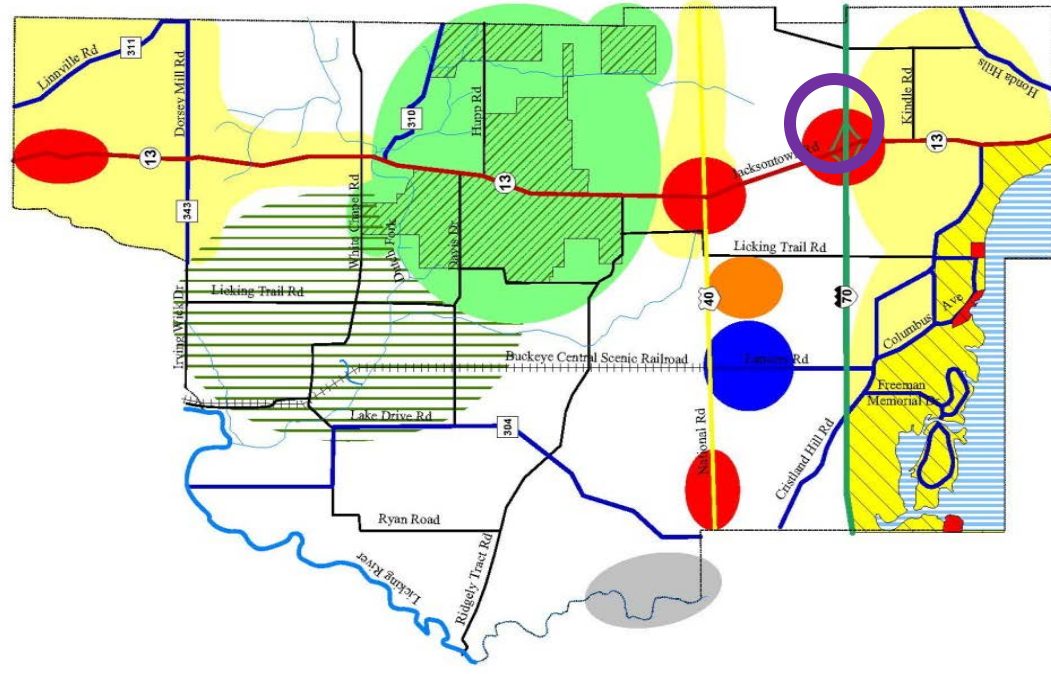 311
Linnville Rd
Dorsey Mill Rd
310
Hupp Rd
Kindle Rd
Honda Hills
13
13
13
Jacksontown Rd
343
White Chapel Rd
Dutch Fork
Davis Dr
Licking Trail Rd
Licking Trail Rd
Irving Wick Dr
40
70
Columbus Ave
Buckeye Central Scenic Railroad
Lake Drive Rd
304
Freeman
Memorial Dr
National Rd
Cristland Hill Rd
Ryan Road
Ridgely Tract Rd
Licking River